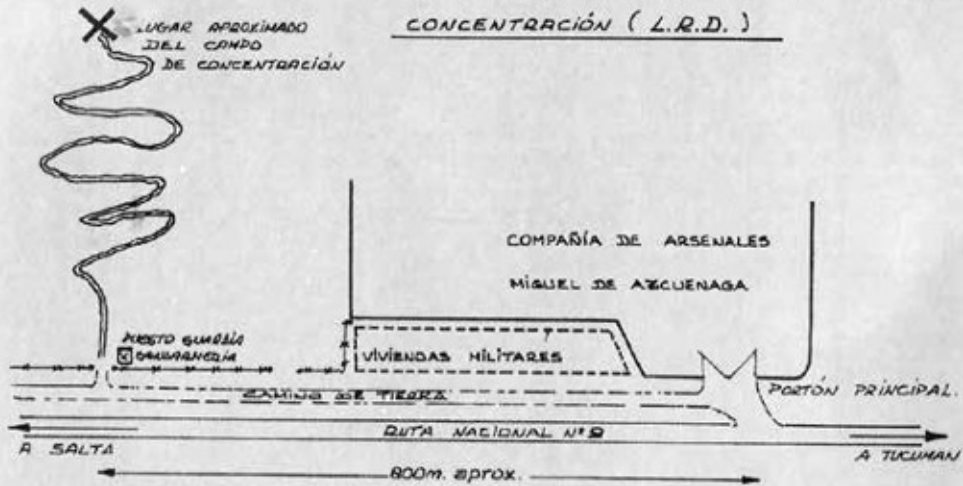 CONCENTRACIÓN ( L.R.D. )
LUGAR APROXIMADO
DEL CAMPO
DE CONCENTRACIÓN
COMPAÑÍA DE ARSENALES
MIGUEL DE AZCUENAGA
PUESTO GUARDIA
GENDARMERÍA
VIVIENDAS MILITARES
CAMINO DE TIERRA
PORTÓN PRINCIPAL.
RUTA NACIONAL Nº 9
A SALTA
A TUCUMAN
800m. aprox.